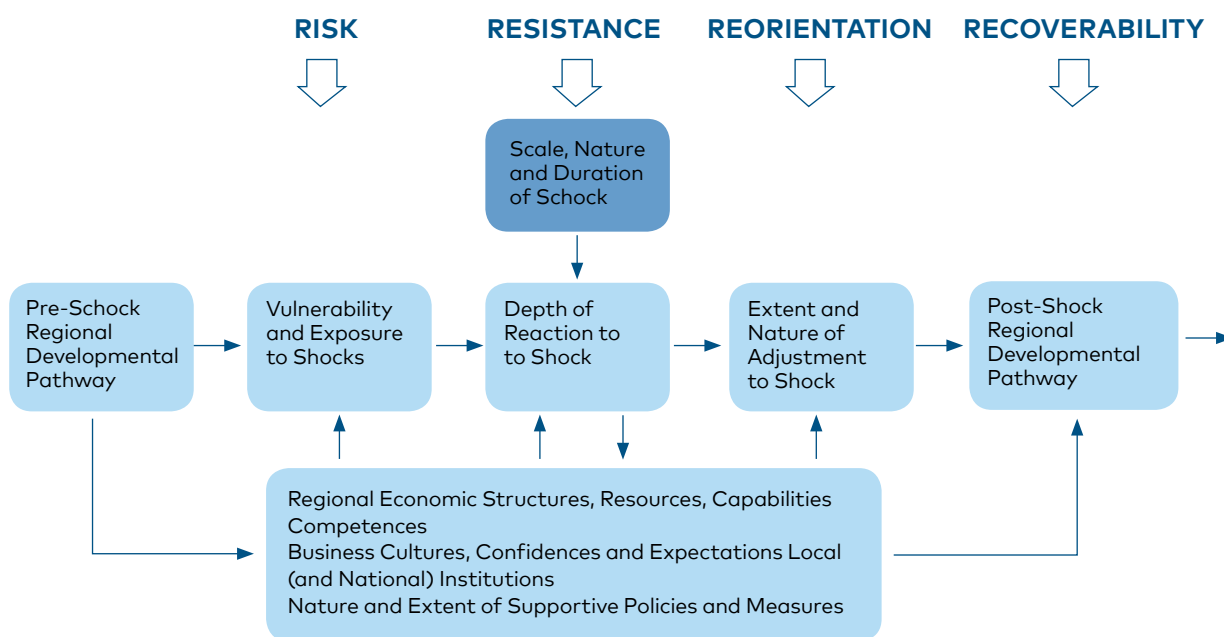 RISK
RESISTANCE
REORIENTATION
RECOVERABILITY
Scale, Nature
and Duration
of Schock
Pre-Schock
Regional
Developmental
Pathway
Vulnerability
and Exposure
to Shocks
Depth of
Reaction to
to Shock
Extent and
Nature of
Adjustment
to Shock
Post-Shock
Regional
Developmental
Pathway
Regional Economic Structures, Resources, Capabilities
Competences
Business Cultures, Confidences and Expectations Local
(and National) Institutions
Nature and Extent of Supportive Policies and Measures